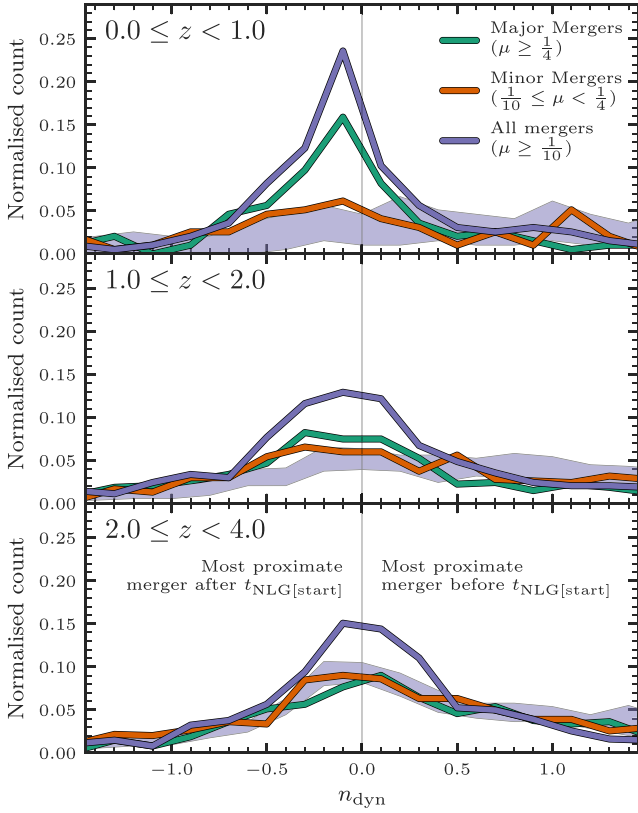 0.0 ≤ z < 1.0
Major Mergers
(μ ≥ 1/4)
Minor Mergers
(1/10 ≤ μ < 1/4)
All mergers
(μ ≥ 1/10)
Normalised count
0.25
0.20
0.15
0.10
0.05
0.00
1.0 ≤ z < 2.0
Normalised count
0.25
0.20
0.15
0.10
0.05
0.00
2.0 ≤ z < 4.0
Most proximate
merger after t_NLG[start]
Most proximate
merger before t_NLG[start]
Normalised count
0.25
0.20
0.15
0.10
0.05
0.00
−1.0 −0.5 0.0 0.5 1.0
n_dyn